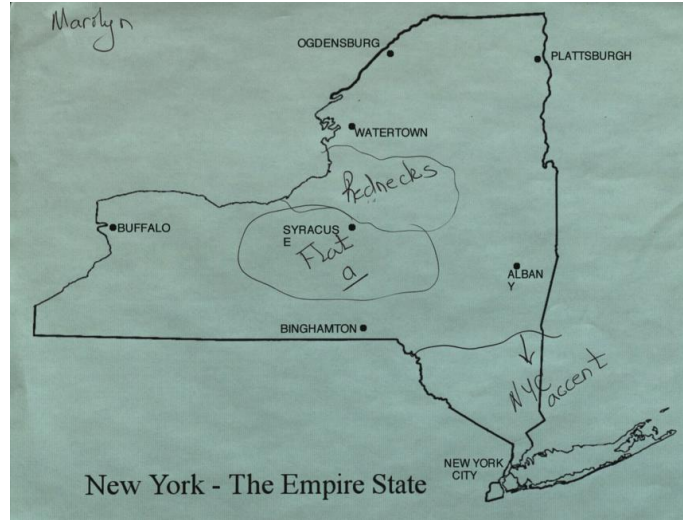 Marilyn
OGDENSBURG
PLATTSBURGH
WATERTOWN
Rednecks
BUFFALO
SYRACUS
E
Flat
a
ALBAN
Y
BINGHAMTON
NYC
accent
NEW YORK
CITY
New York - The Empire State